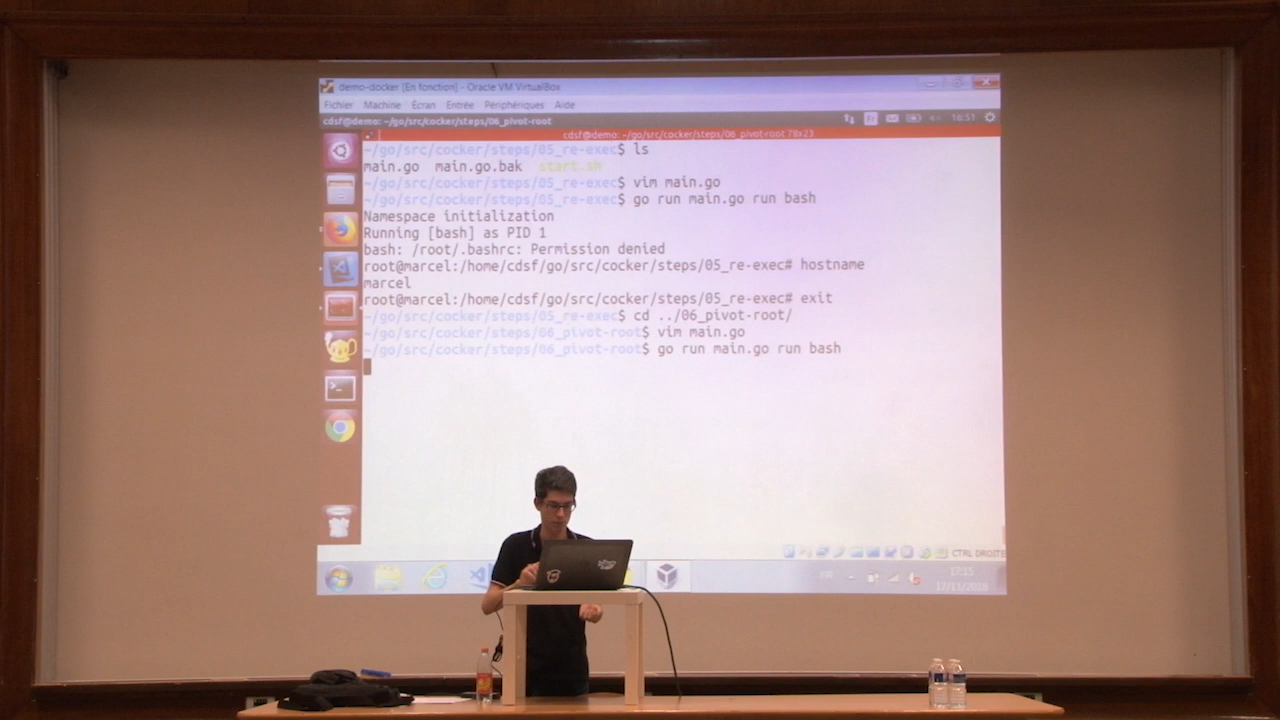 demo-docker [En fonction] - Oracle VM VirtualBox
Fichier Machine Écran Entrée Périphériques Aide
cdsf@demo: ~/go/src/cocker/steps/06_pivot-root
Fr 16:51
cdsf@demo: ~/go/src/cocker/steps/06_pivot-root 78x23
~/go/src/cocker/steps/05_re-exec$ ls
main.go main.go.bak start.sh
~/go/src/cocker/steps/05_re-exec$ vim main.go
~/go/src/cocker/steps/05_re-exec$ go run main.go run bash
Namespace initialization
Running [bash] as PID 1
bash: /root/.bashrc: Permission denied
root@marcel:/home/cdsf/go/src/cocker/steps/05_re-exec# hostname
marcel
root@marcel:/home/cdsf/go/src/cocker/steps/05_re-exec# exit
~/go/src/cocker/steps/05_re-exec$ cd ../06_pivot-root/
~/go/src/cocker/steps/06_pivot-root$ vim main.go
~/go/src/cocker/steps/06_pivot-root$ go run main.go run bash
CTRL DROITE
FR
17:15
17/11/2018